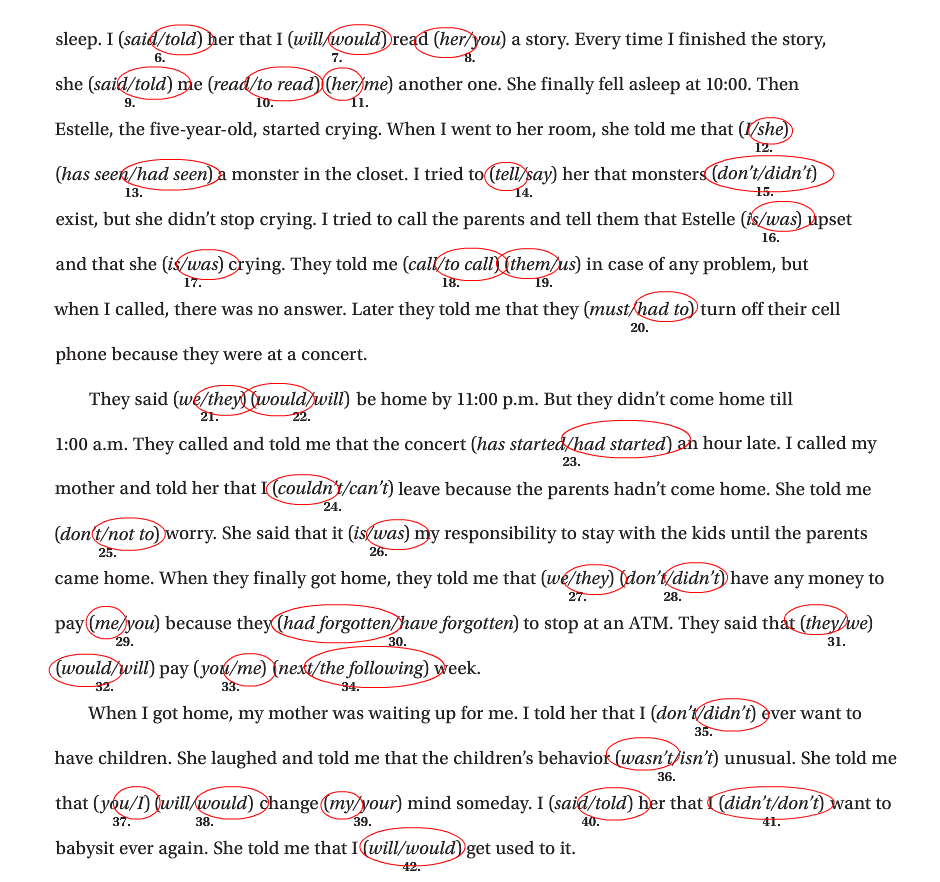 sleep. I (said/told) her that I (will/would) read (her/you) a story. Every time I finished the story,
6. 7. 8.
she (said/told) me (read/to read) (her/me) another one. She finally fell asleep at 10:00. Then
9. 10. 11.
Estelle, the five-year-old, started crying. When I went to her room, she told me that (I/she)
12.
(has seen/had seen) a monster in the closet. I tried to (tell/say) her that monsters (don't/didn't)
13. 14. 15.
exist, but she didn't stop crying. I tried to call the parents and tell them that Estelle (is/was) upset
16.
and that she (is/was) crying. They told me (call/to call) (them/us) in case of any problem, but
17. 18. 19.
when I called, there was no answer. Later they told me that they (must/had to) turn off their cell
20.
phone because they were at a concert.
They said (we/they) (would/will) be home by 11:00 p.m. But they didn't come home till
21. 22.
1:00 a.m. They called and told me that the concert (has started/had started) an hour late. I called my
23.
mother and told her that I (couldn't/can't) leave because the parents hadn't come home. She told me
24.
(don't/not to) worry. She said that it (is/was) my responsibility to stay with the kids until the parents
25. 26.
came home. When they finally got home, they told me that (we/they) (don't/didn't) have any money to
27. 28.
pay (me/you) because they (had forgotten/have forgotten) to stop at an ATM. They said that (they/we)
29. 30. 31.
(would/will) pay (you/me) (next/the following) week.
32. 33. 34.
When I got home, my mother was waiting up for me. I told her that I (don't/didn't) ever want to
35.
have children. She laughed and told me that the children's behavior (wasn't/isn't) unusual. She told me
36.
that (you/I) (will/would) change (my/your) mind someday. I (said/told) her that I (didn't/don't) want to
37. 38. 39. 40. 41.
babysit ever again. She told me that I (will/would) get used to it.
42.